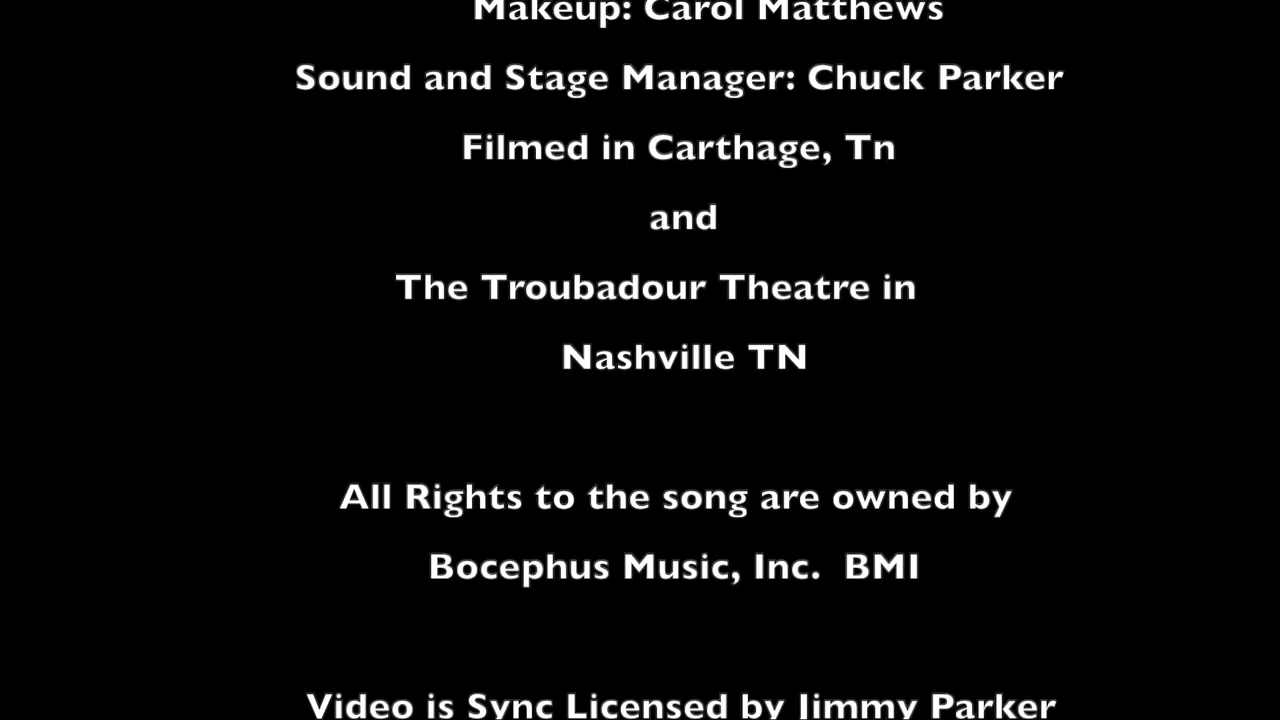 Makeup: Carol Matthews
Sound and Stage Manager: Chuck Parker
Filmed in Carthage, Tn
and
The Troubadour Theatre in
Nashville TN
All Rights to the song are owned by
Bocephus Music, Inc.  BMI
Video is Sync Licensed by Jimmy Parker